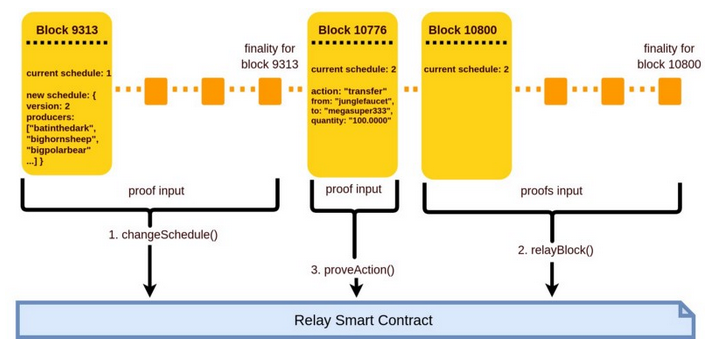 Block 9313
current schedule: 1
new schedule: {
version: 2
producers:
["batinthedark",
"bighornsheep",
"bigpolarbear"
...] }
finality for
block 9313
Block 10776
current schedule: 2
action: "transfer"
from: "junglefaucet",
to: "megasuper333",
quantity: "100.0000"
Block 10800
current schedule: 2
finality for
block 10800
proof input
proof input
proofs input
1. changeSchedule()
3. proveAction()
2. relayBlock()
Relay Smart Contract